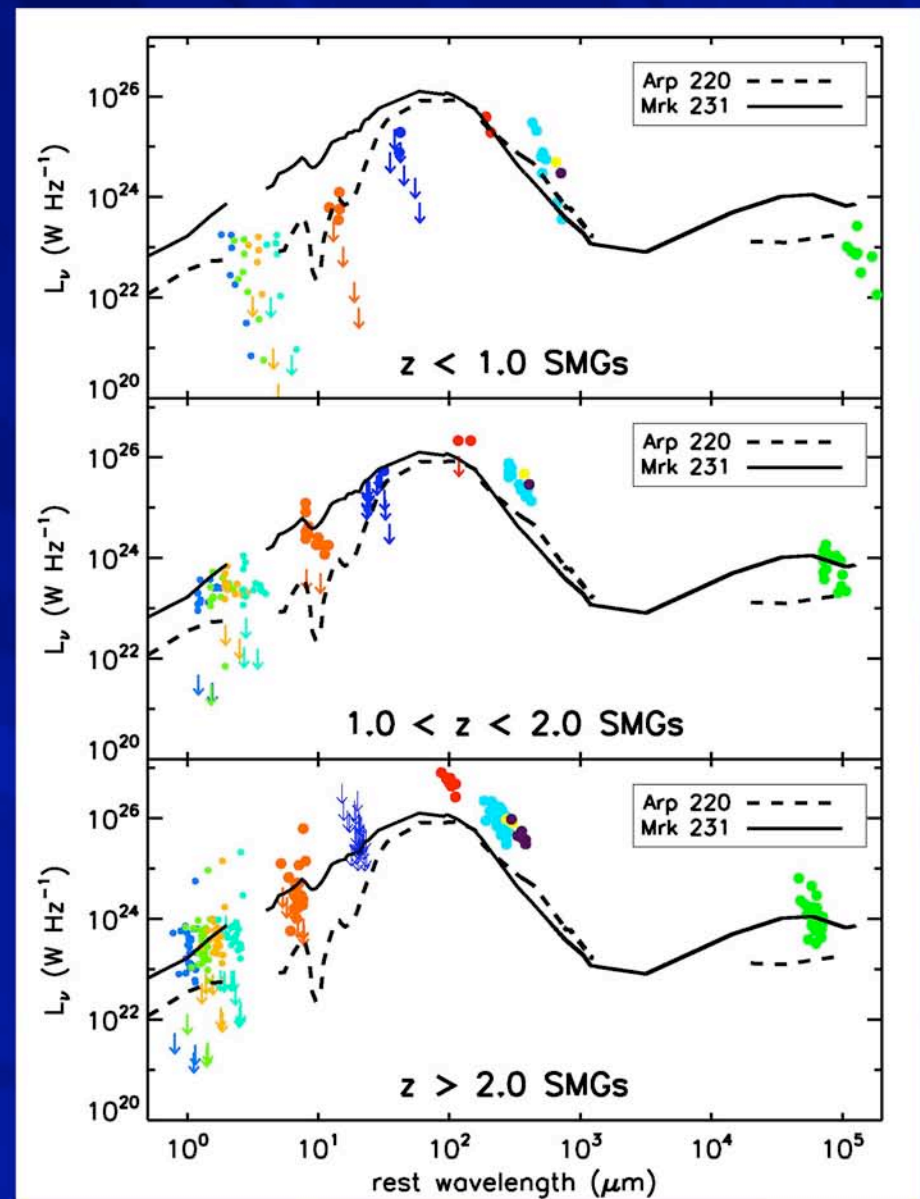 10^26
10^24
10^22
10^20
L_ν (W Hz^-1)
Arp 220
Mrk 231
z < 1.0 SMGs
10^26
10^24
10^22
10^20
L_ν (W Hz^-1)
Arp 220
Mrk 231
1.0 < z < 2.0 SMGs
10^26
10^24
10^22
10^20
L_ν (W Hz^-1)
Arp 220
Mrk 231
z > 2.0 SMGs
10^0 10^1 10^2 10^3 10^4 10^5
rest wavelength (μm)